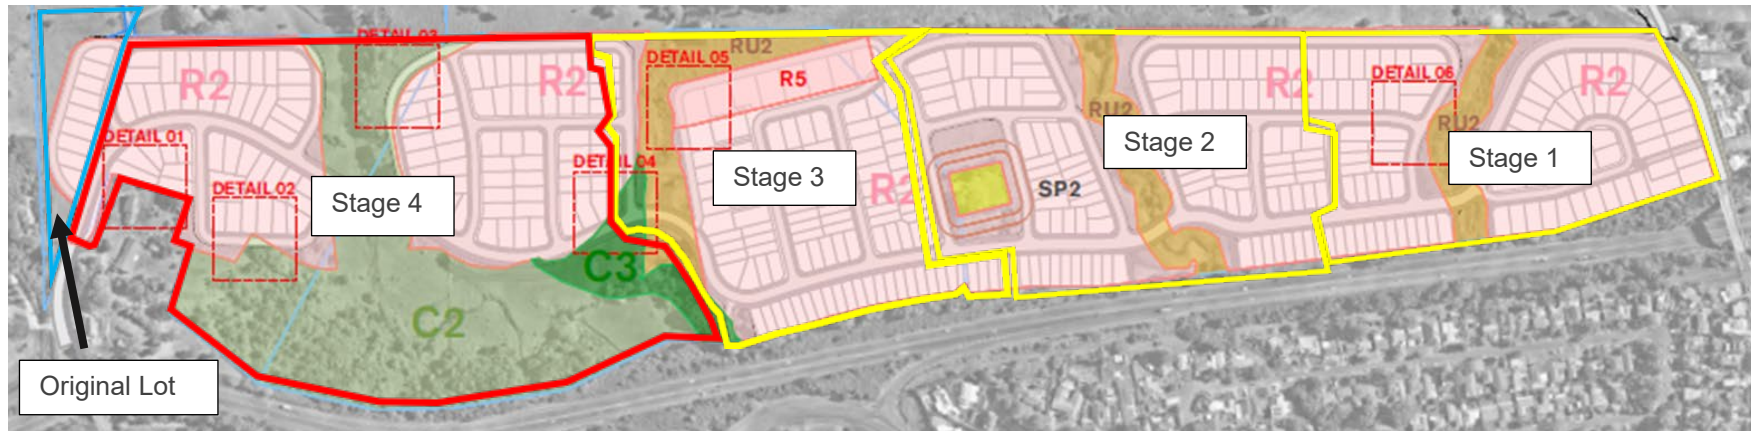 DETAIL 03
RU2
DETAIL 05
R2
R2
R5
R2
DETAIL 06
R2
RU2
RU2
DETAIL 01
Stage 2
Stage 1
DETAIL 04
Stage 3
DETAIL 02
Stage 4
R2
SP2
C3
C2
Original Lot